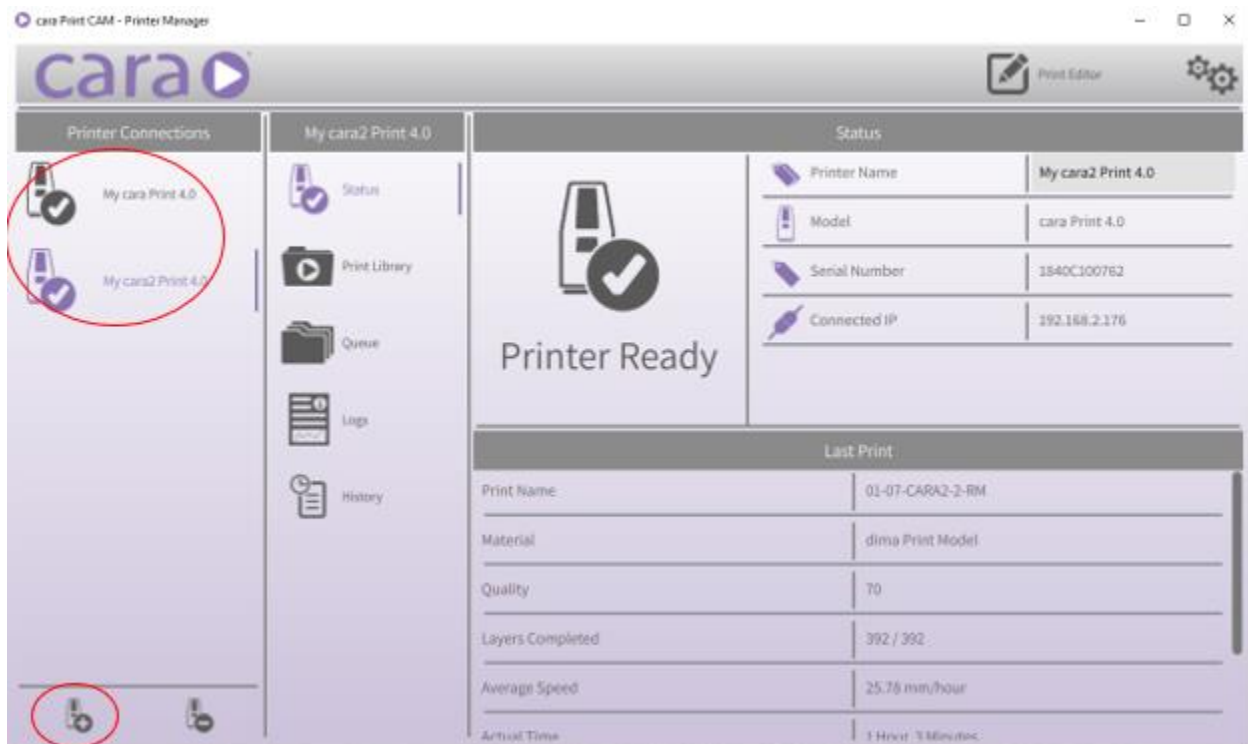 cara Print CAM - Printer Manager
cara
Print Editor
Printer Connections
My cara Print 4.0
My cara2 Print 4.0
My cara2 Print 4.0
Status
Print Library
Queue
Logs
History
Status
Printer Ready
Printer Name My cara2 Print 4.0
Model cara Print 4.0
Serial Number 1840C100762
Connected IP 192.168.2.176
Last Print
Print Name 01-07-CARA2-2-RM
Material dima Print Model
Quality 70
Layers Completed 392 / 392
Average Speed 25.78 mm/hour
Actual Time 1 Hour, 3 Minutes